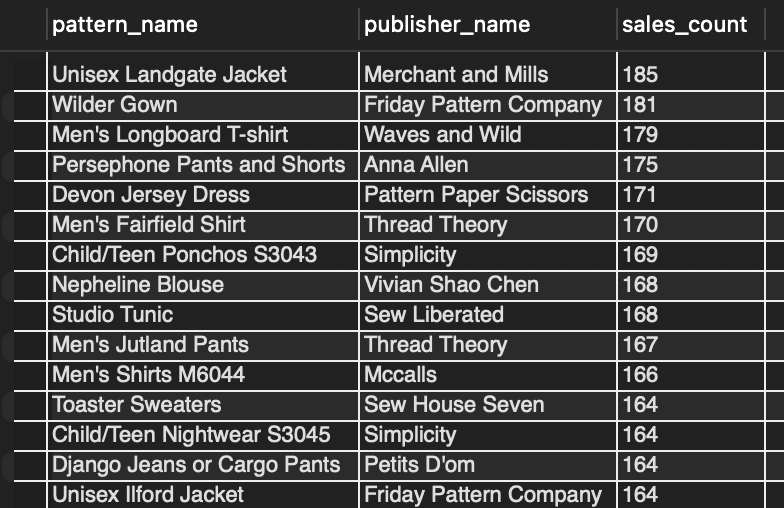 pattern_name publisher_name sales_count
Unisex Landgate Jacket Merchant and Mills 185
Wilder Gown Friday Pattern Company 181
Men's Longboard T-shirt Waves and Wild 179
Persephone Pants and Shorts Anna Allen 175
Devon Jersey Dress Pattern Paper Scissors 171
Men's Fairfield Shirt Thread Theory 170
Child/Teen Ponchos S3043 Simplicity 169
Nepheline Blouse Vivian Shao Chen 168
Studio Tunic Sew Liberated 168
Men's Jutland Pants Thread Theory 167
Men's Shirts M6044 Mccalls 166
Toaster Sweaters Sew House Seven 164
Child/Teen Nightwear S3045 Simplicity 164
Django Jeans or Cargo Pants Petits D'om 164
Unisex Ilford Jacket Friday Pattern Company 164